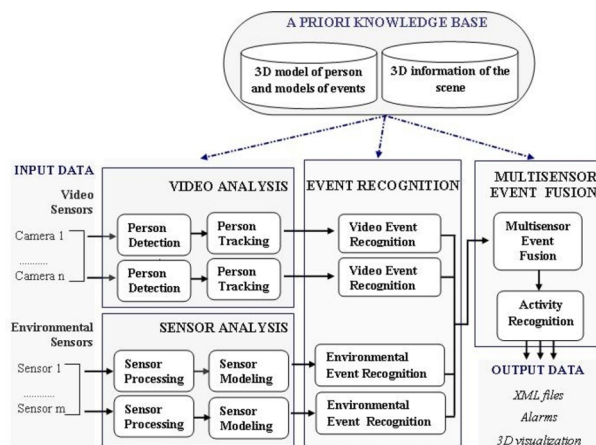 A PRIORI KNOWLEDGE BASE
3D model of person
and models of events
3D information of the
scene
INPUT DATA
Video
Sensors
Camera 1
............
Camera n
Environmental
Sensors
Sensor 1
............
Sensor m
VIDEO ANALYSIS
Person
Detection
Person
Tracking
Person
Detection
Person
Tracking
SENSOR ANALYSIS
Sensor
Processing
Sensor
Modeling
Sensor
Processing
Sensor
Modeling
EVENT RECOGNITION
Video Event
Recognition
Video Event
Recognition
Environmental
Event Recognition
Environmental
Event Recognition
MULTISENSOR
EVENT FUSION
Multisensor
Event
Fusion
Activity
Recognition
OUTPUT DATA
XML files
Alarms
3D visualization